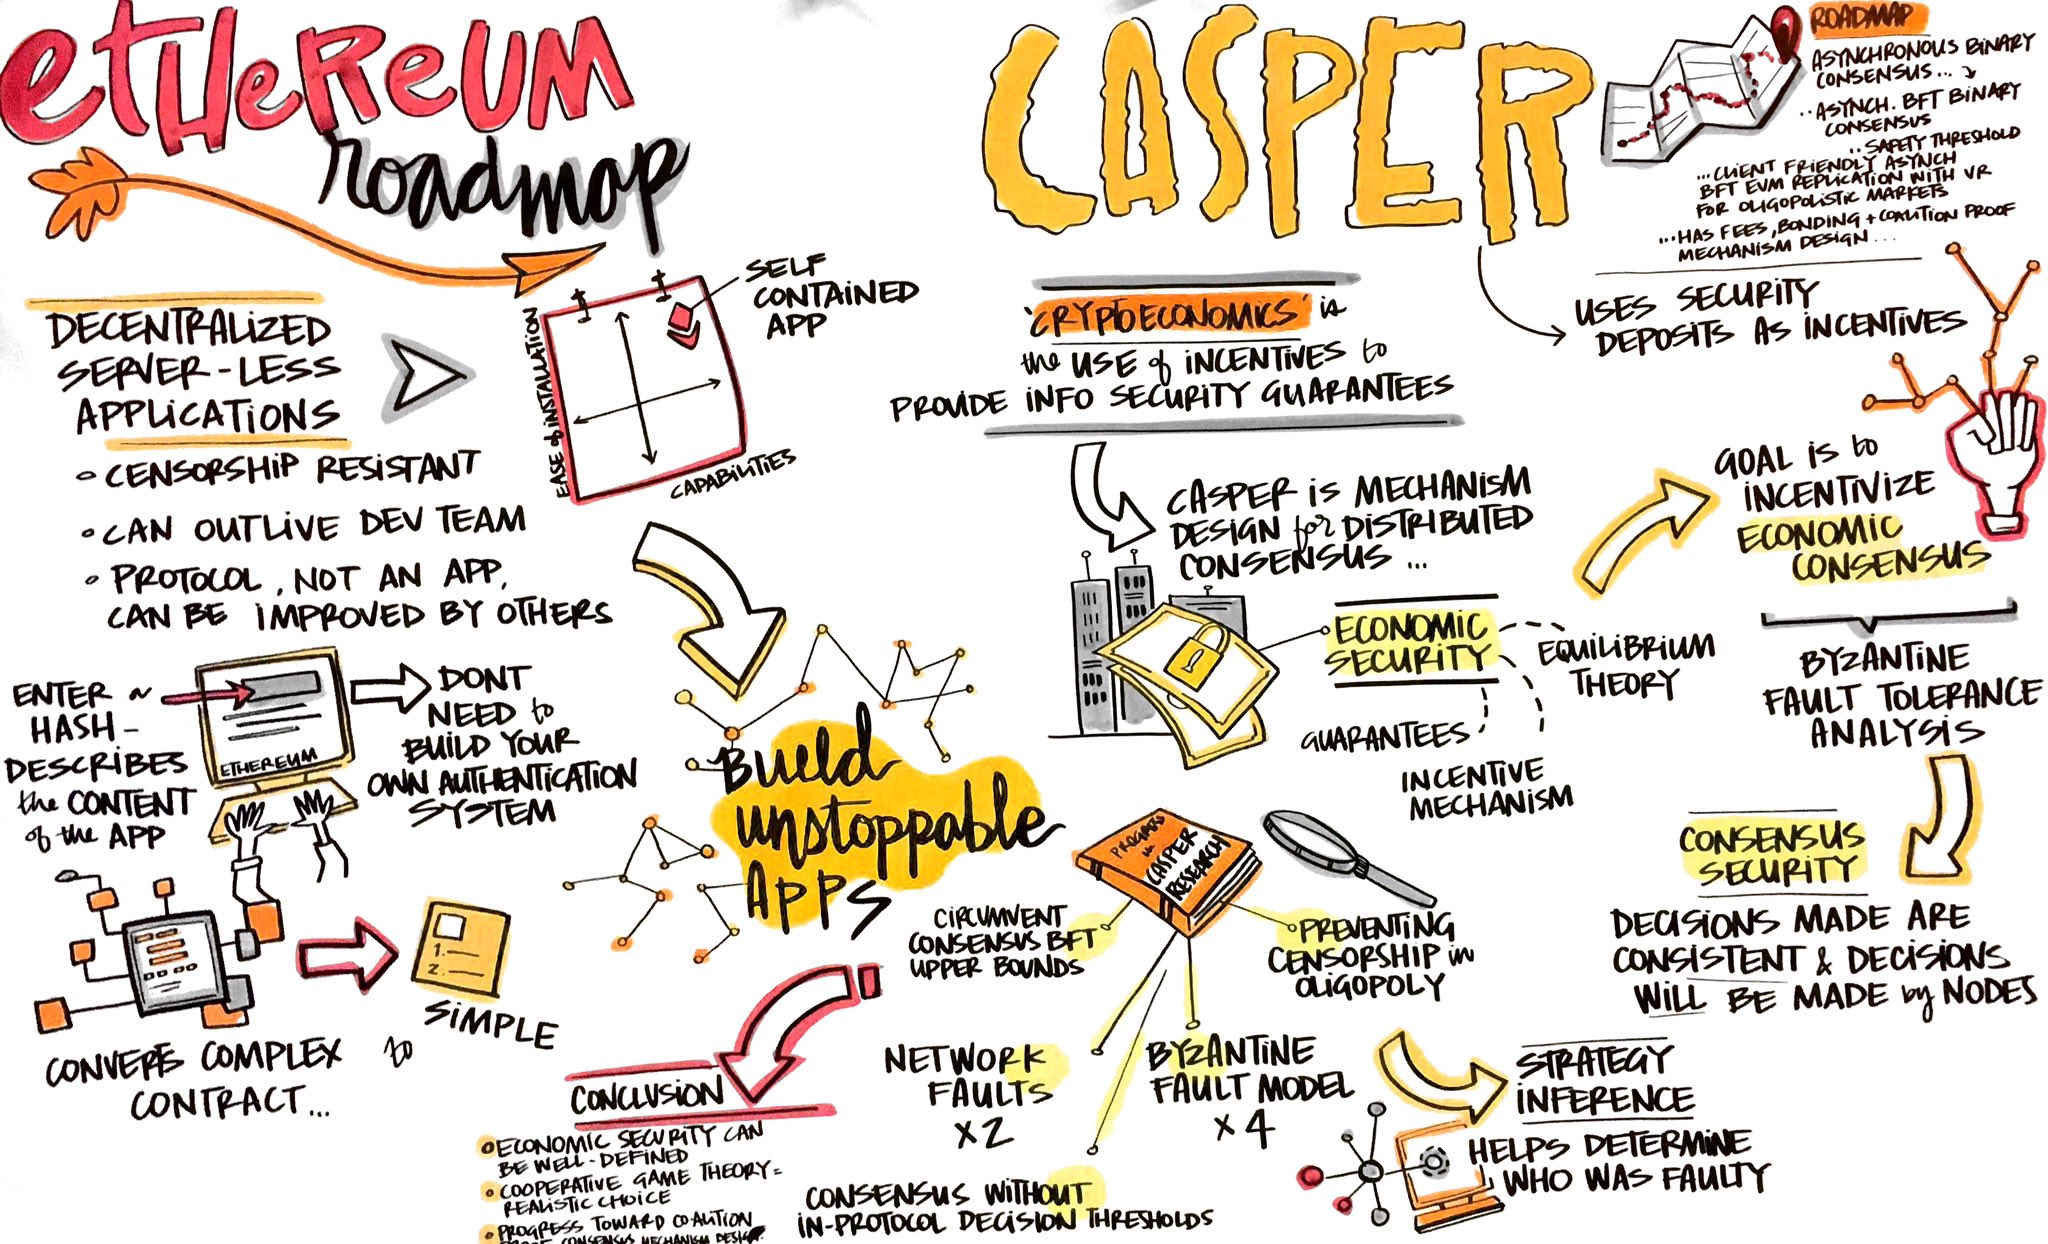 ETHEREUM
roadmap
DECENTRALIZED
SERVER-LESS
APPLICATIONS
CENSORSHIP RESISTANT
CAN OUTLIVE DEV TEAM
PROTOCOL, NOT AN APP,
CAN BE IMPROVED BY OTHERS
EASE of INSTALLATION
CAPABILITIES
SELF
CONTAINED
APP
ENTER
HASH -
DESCRIBES
the CONTENT
of the APP
ETHEREUM
DONT
NEED to
BUILD YOUR
OWN AUTHENTICATION
SYSTEM
CONVERTS COMPLEX to
CONTRACT...
1.
2.
SIMPLE
Build
unstoppable
APPS
CONCLUSION
ECONOMIC SECURITY CAN
BE WELL-DEFINED
COOPERATIVE GAME THEORY =
REALISTIC CHOICE
PROGRESS TOWARD COALITION
PROOF CONSENSUS MECHANISM DESIGN.
CASPER
'CRYPTOECONOMICS' is
the USE of INCENTIVES to
PROVIDE INFO SECURITY GUARANTEES
CASPER IS MECHANISM
DESIGN for DISTRIBUTED
CONSENSUS ...
ECONOMIC
SECURITY
EQUILIBRIUM
THEORY
GUARANTEES
INCENTIVE
MECHANISM
PROGRESS
in
CASPER
RESEARCH
CIRCUMVENT
CONSENSUS BFT
UPPER BOUNDS
PREVENTING
CENSORSHIP in
OLIGOPOLY
NETWORK
FAULTS
x2
BYZANTINE
FAULT MODEL
x4
CONSENSUS WITHOUT
IN-PROTOCOL DECISION THRESHOLDS
ROADMAP
ASYNCHRONOUS BINARY
CONSENSUS...
..ASYNCH. BFT BINARY
CONSENSUS
..SAFETY THRESHOLD
...CLIENT FRIENDLY ASYNCH
BFT EVM REPLICATION WITH VR
FOR OLIGOPOLISTIC MARKETS
...HAS FEES, BONDING + COALITION PROOF
MECHANISM DESIGN...
USES SECURITY
DEPOSITS AS INCENTIVES
GOAL IS to
INCENTIVIZE
ECONOMIC
CONSENSUS
BYZANTINE
FAULT TOLERANCE
ANALYSIS
CONSENSUS
SECURITY
DECISIONS MADE ARE
CONSISTENT & DECISIONS
WILL BE MADE by NODES
STRATEGY
INFERENCE
HELPS DETERMINE
WHO WAS FAULTY